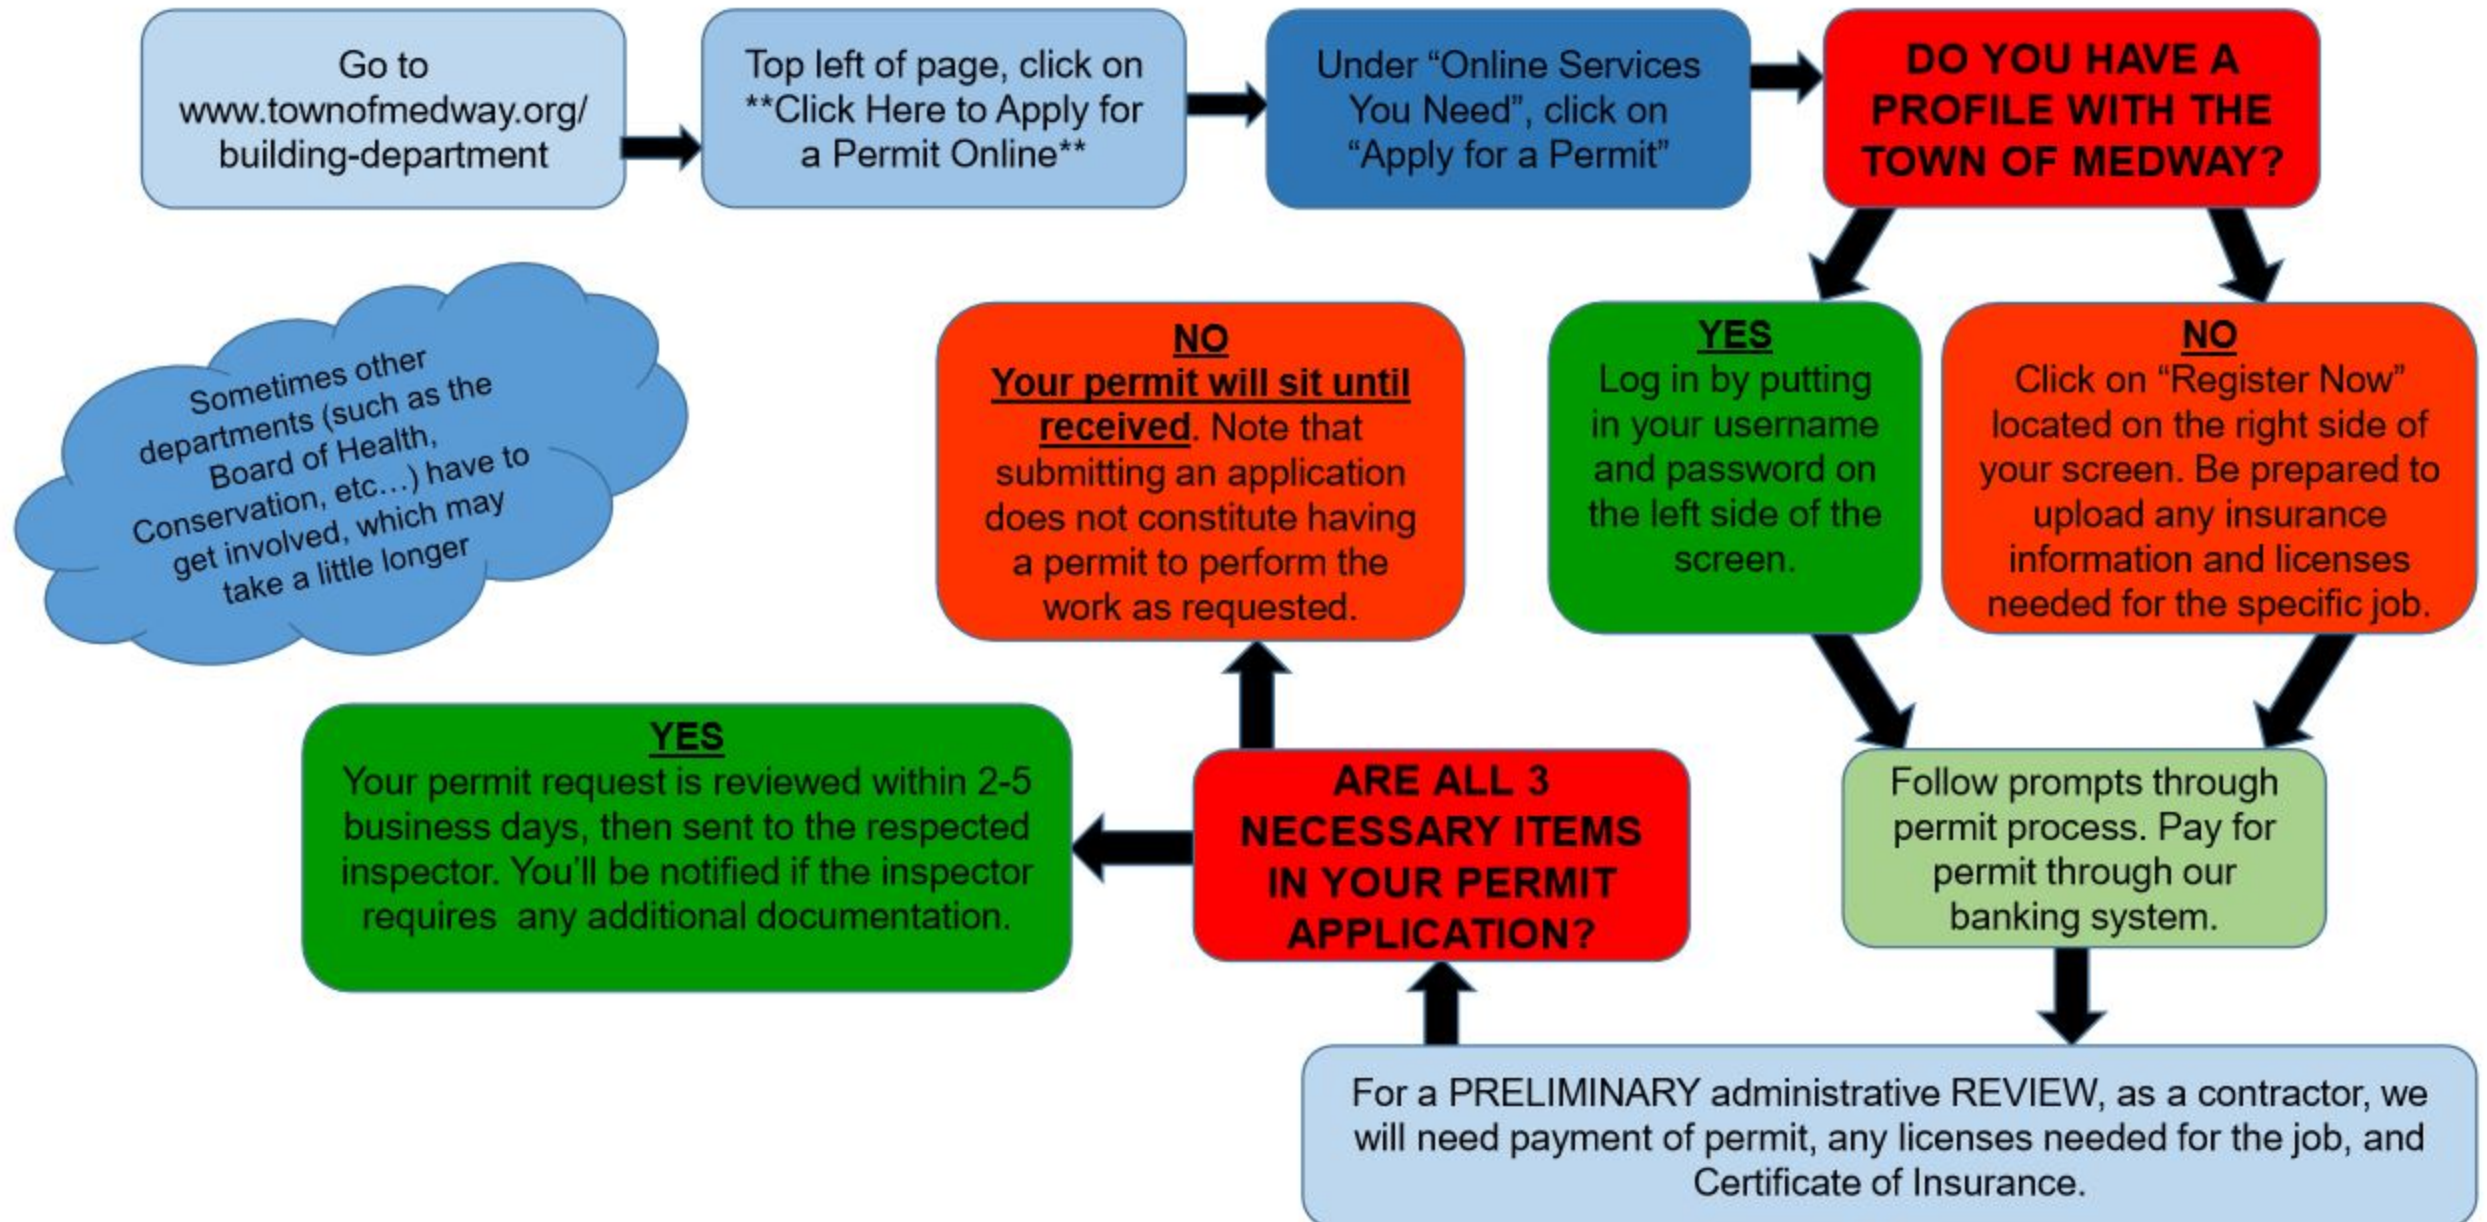 Go to
www.townofmedway.org/
building-department
Top left of page, click on
**Click Here to Apply for
a Permit Online**
Under “Online Services
You Need”, click on
“Apply for a Permit”
DO YOU HAVE A
PROFILE WITH THE
TOWN OF MEDWAY?
YES
Log in by putting
in your username
and password on
the left side of the
screen.
NO
Click on “Register Now”
located on the right side of
your screen. Be prepared to
upload any insurance
information and licenses
needed for the specific job.
Follow prompts through
permit process. Pay for
permit through our
banking system.
For a PRELIMINARY administrative REVIEW, as a contractor, we
will need payment of permit, any licenses needed for the job, and
Certificate of Insurance.
ARE ALL 3
NECESSARY ITEMS
IN YOUR PERMIT
APPLICATION?
NO
Your permit will sit until
received. Note that
submitting an application
does not constitute having
a permit to perform the
work as requested.
YES
Your permit request is reviewed within 2-5
business days, then sent to the respected
inspector. You’ll be notified if the inspector
requires any additional documentation.
Sometimes other
departments (such as the
Board of Health,
Conservation, etc...) have to
get involved, which may
take a little longer